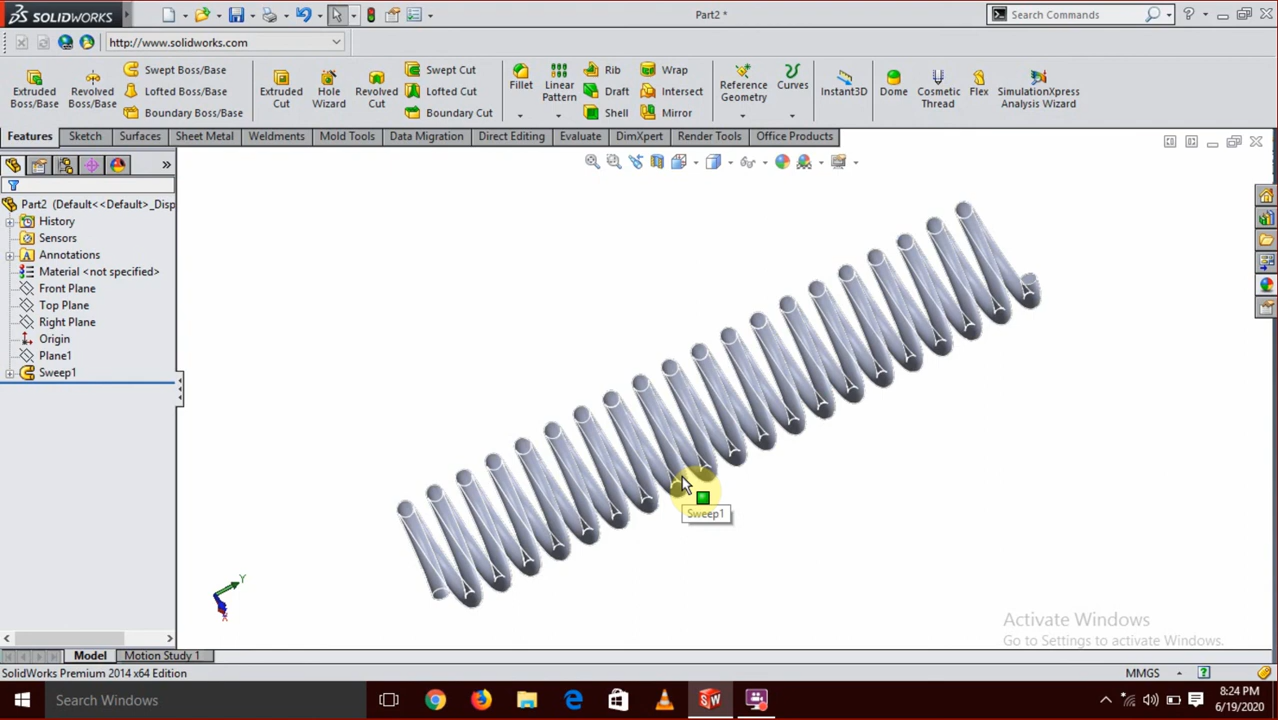 SOLIDWORKS
Part2 *
Search Commands
http://www.solidworks.com
Extruded Boss/Base
Revolved Boss/Base
Swept Boss/Base
Lofted Boss/Base
Boundary Boss/Base
Extruded Cut
Hole Wizard
Revolved Cut
Swept Cut
Lofted Cut
Boundary Cut
Fillet
Linear Pattern
Rib
Draft
Shell
Wrap
Intersect
Mirror
Reference Geometry
Curves
Instant3D
Dome
Cosmetic Thread
Flex
SimulationXpress Analysis Wizard
Features
Sketch
Surfaces
Sheet Metal
Weldments
Mold Tools
Data Migration
Direct Editing
Evaluate
DimXpert
Render Tools
Office Products
Part2 (Default<<Default>_Disp
History
Sensors
Annotations
Material <not specified>
Front Plane
Top Plane
Right Plane
Origin
Plane1
Sweep1
Sweep1
Y
X
Activate Windows
Go to Settings to activate Windows.
Model
Motion Study 1
SolidWorks Premium 2014 x64 Edition
MMGS
Search Windows
8:24 PM
6/19/2020